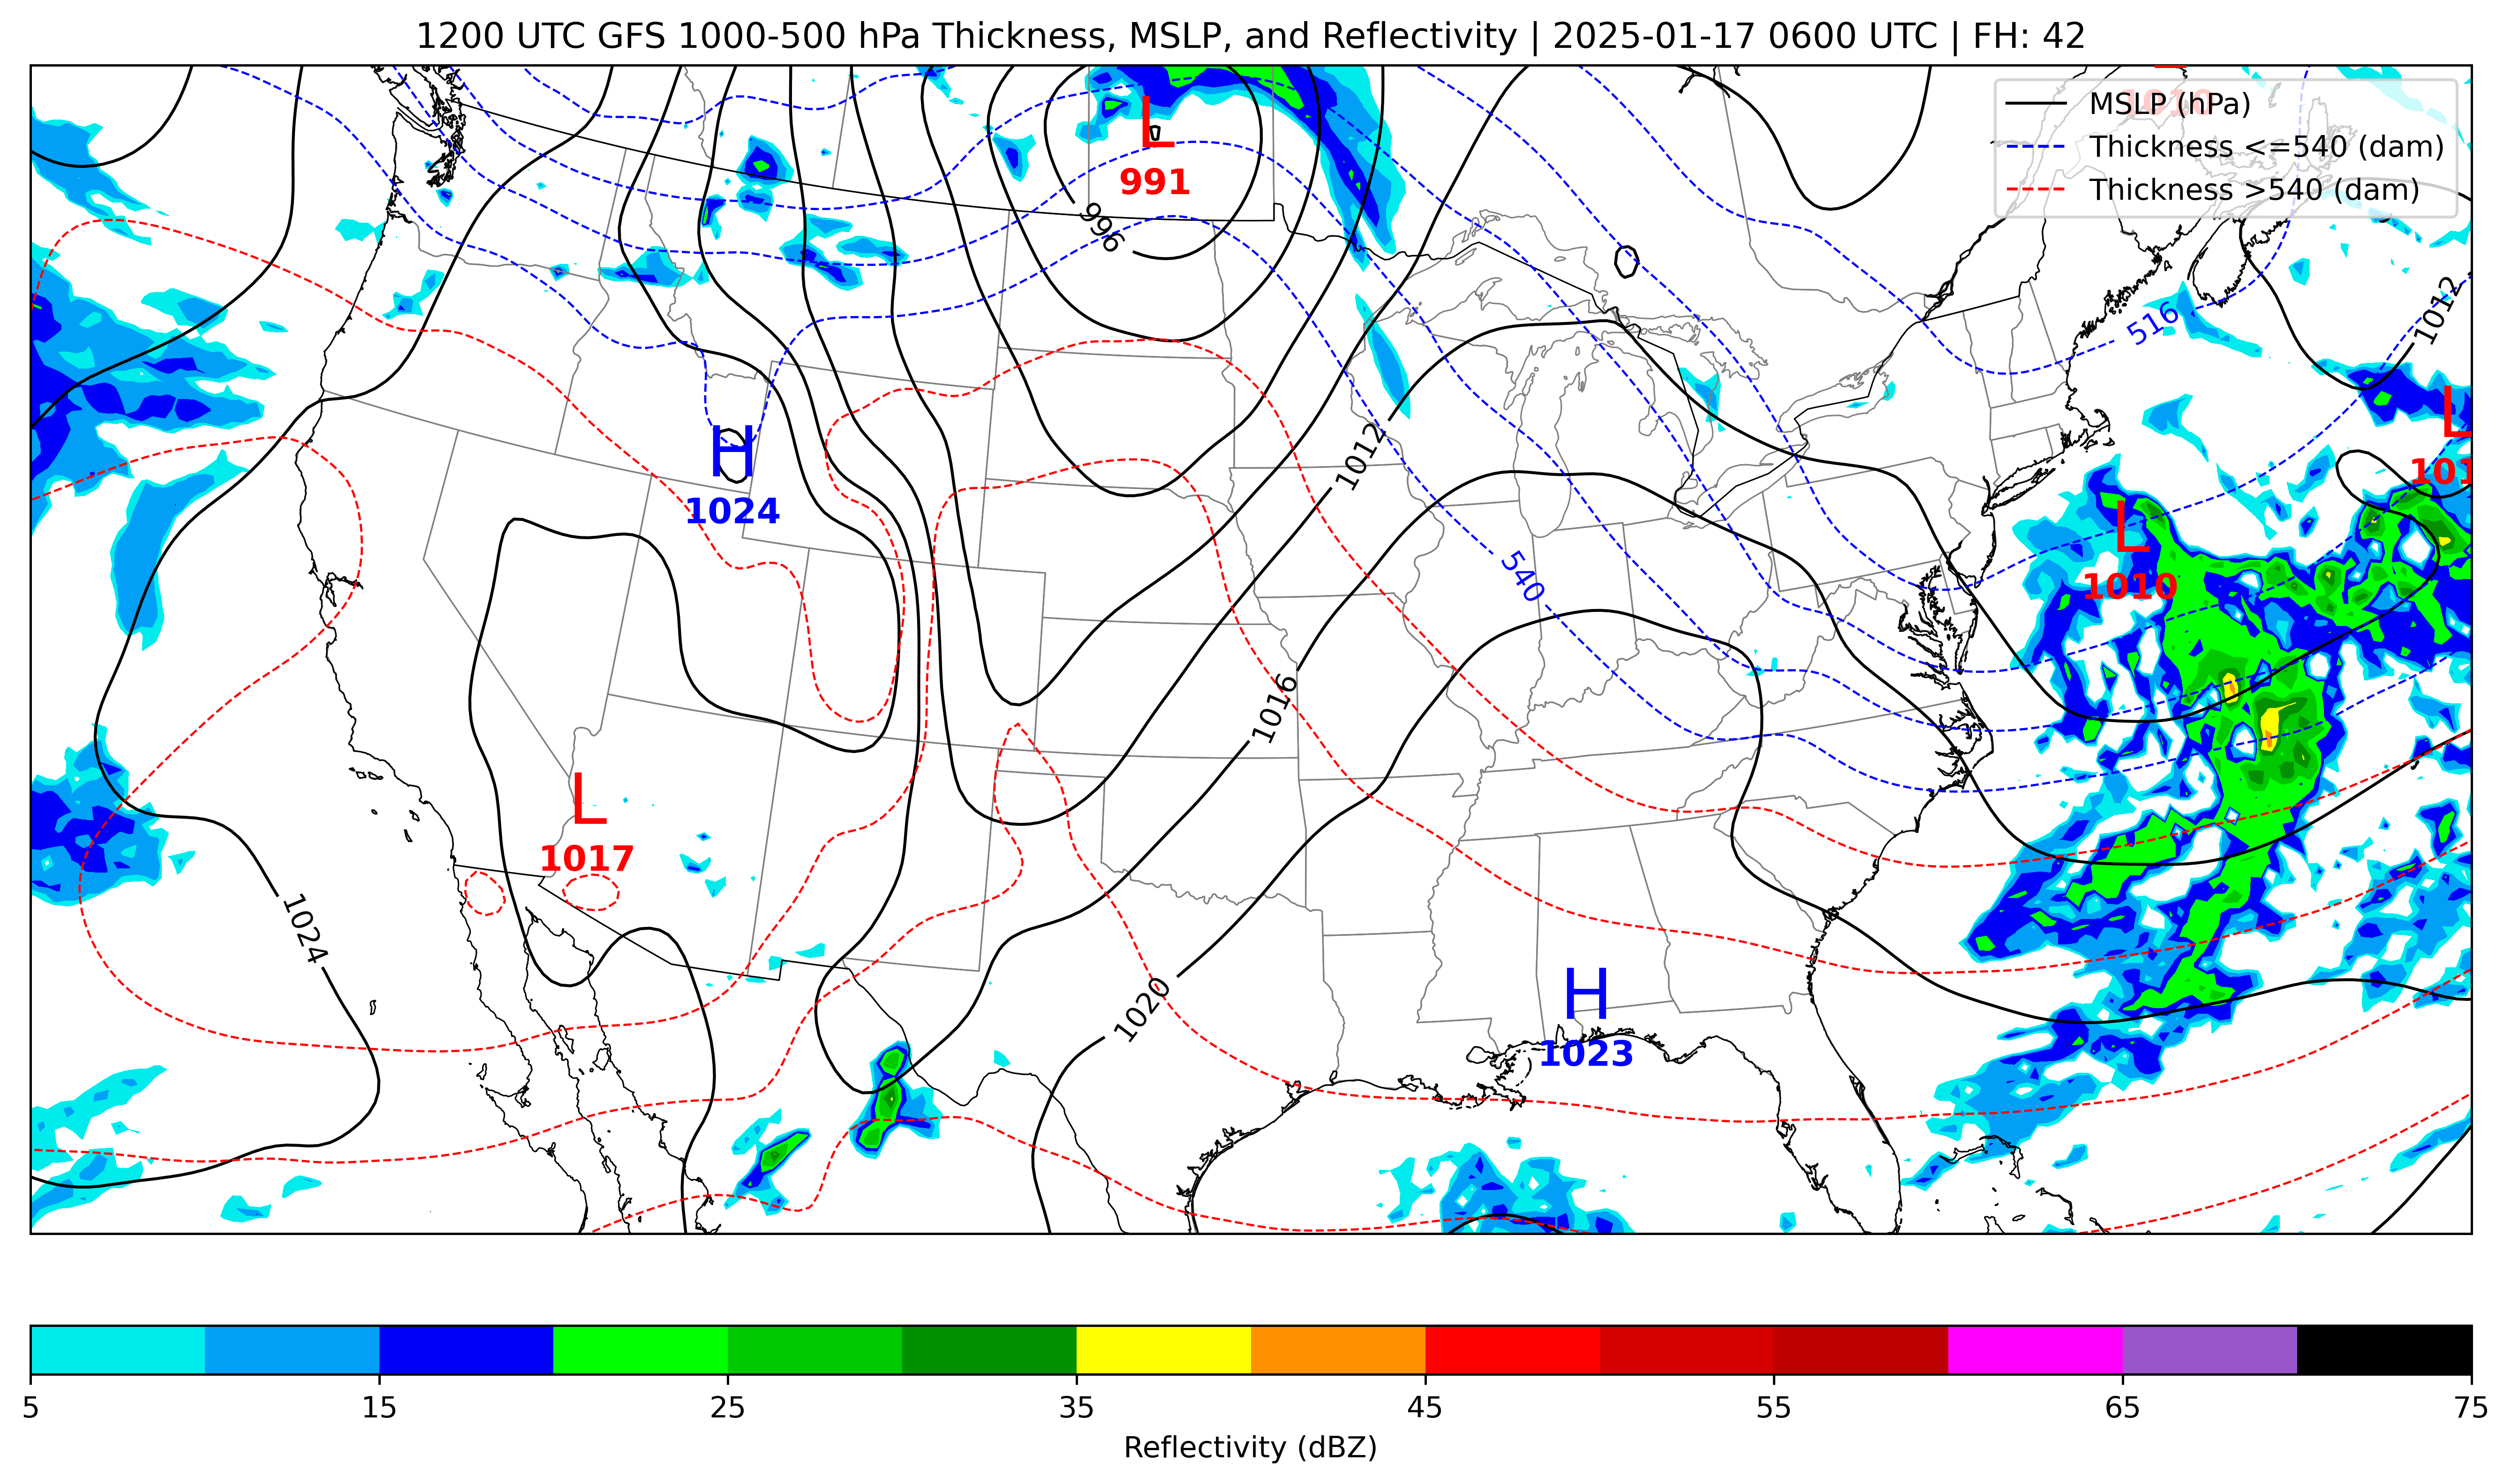 1200 UTC GFS 1000-500 hPa Thickness, MSLP, and Reflectivity | 2025-01-17 0600 UTC | FH: 42
MSLP (hPa)
Thickness <=540 (dam)
Thickness >540 (dam)
L
991
996
516
1012
L
101
H
1024
1012
L
1010
540
1016
L
1017
1024
1020
H
1023
5 15 25 35 45 55 65 75
Reflectivity (dBZ)